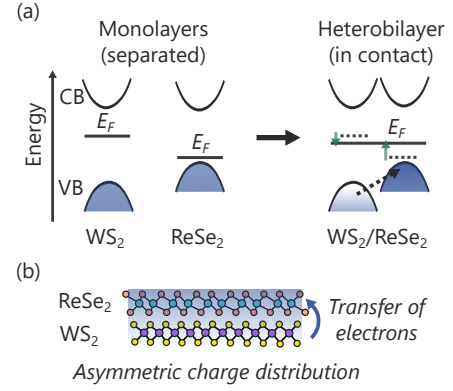 (a)
Monolayers
(separated)
Heterobilayer
(in contact)
Energy
CB
E_F
E_F
E_F
VB
WS₂
ReSe₂
WS₂/ReSe₂
(b)
ReSe₂
WS₂
Transfer of
electrons
Asymmetric charge distribution